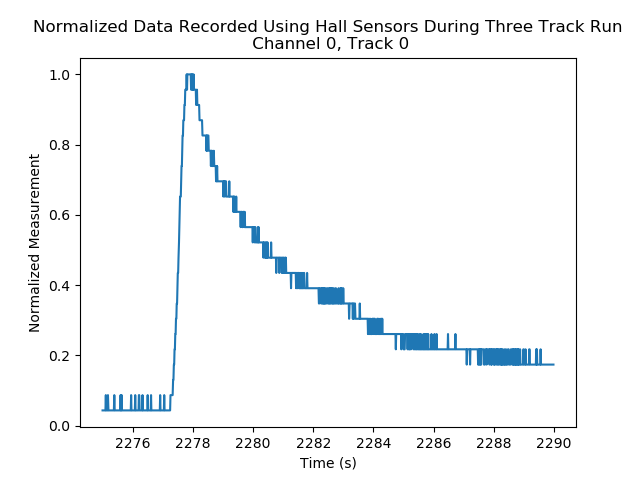 Normalized Data Recorded Using Hall Sensors During Three Track Run
Channel 0, Track 0
1.0
0.8
0.6
0.4
0.2
0.0
Normalized Measurement
2276 2278 2280 2282 2284 2286 2288 2290
Time (s)